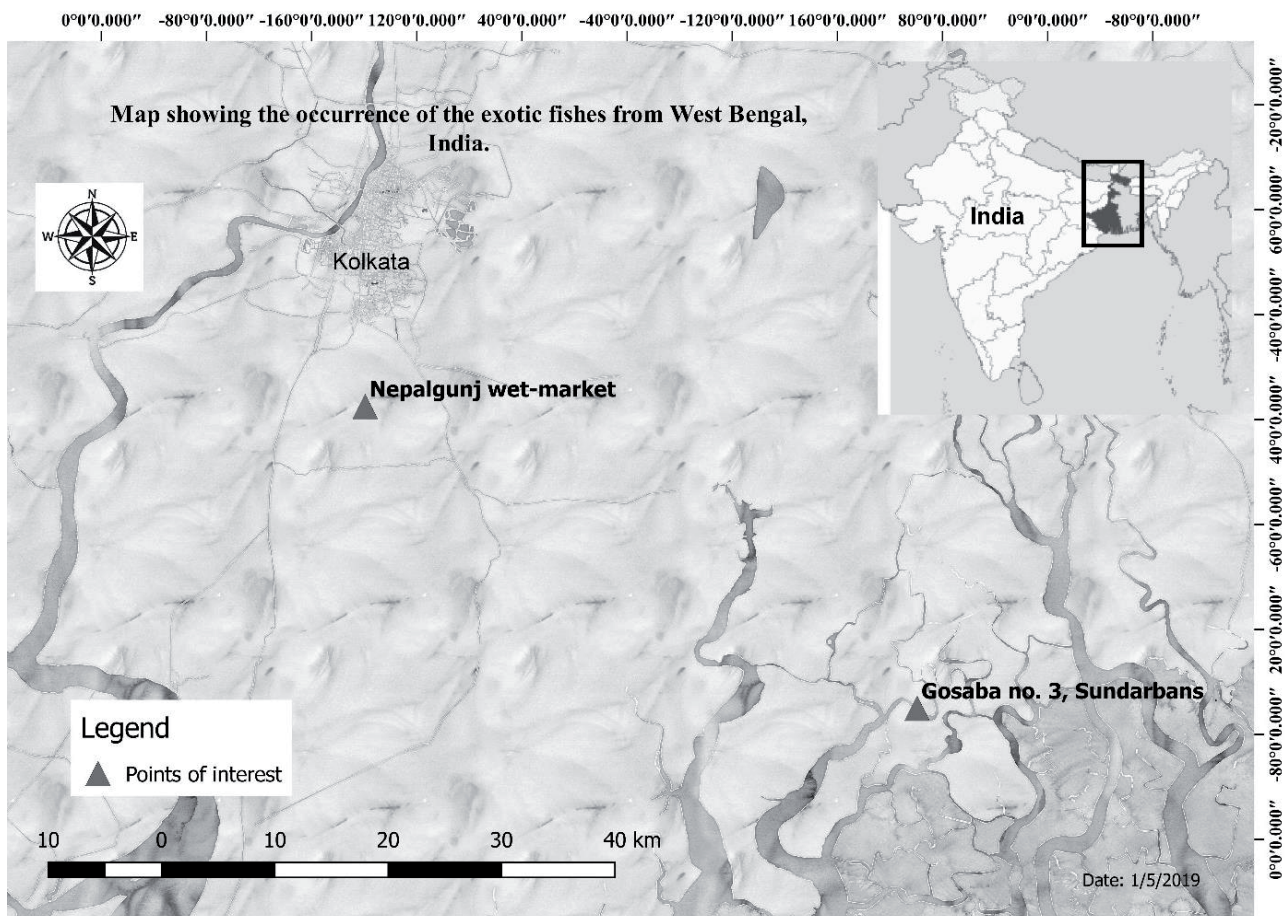 0°0'0.000" -80°0'0.000" -160°0'0.000" 120°0'0.000" 40°0'0.000" -40°0'0.000" -120°0'0.000" 160°0'0.000" 80°0'0.000" 0°0'0.000" -80°0'0.000"
Map showing the occurrence of the exotic fishes from West Bengal,
India.
N
W E
S
Kolkata
India
Nepalgunj wet-market
Gosaba no. 3, Sundarbans
Legend
Points of interest
10 0 10 20 30 40 km
Date: 1/5/2019
-20°0'0.000"
60°0'0.000"
-40°0'0.000"
40°0'0.000"
-60°0'0.000"
20°0'0.000"
-80°0'0.000"
0°0'0.000"